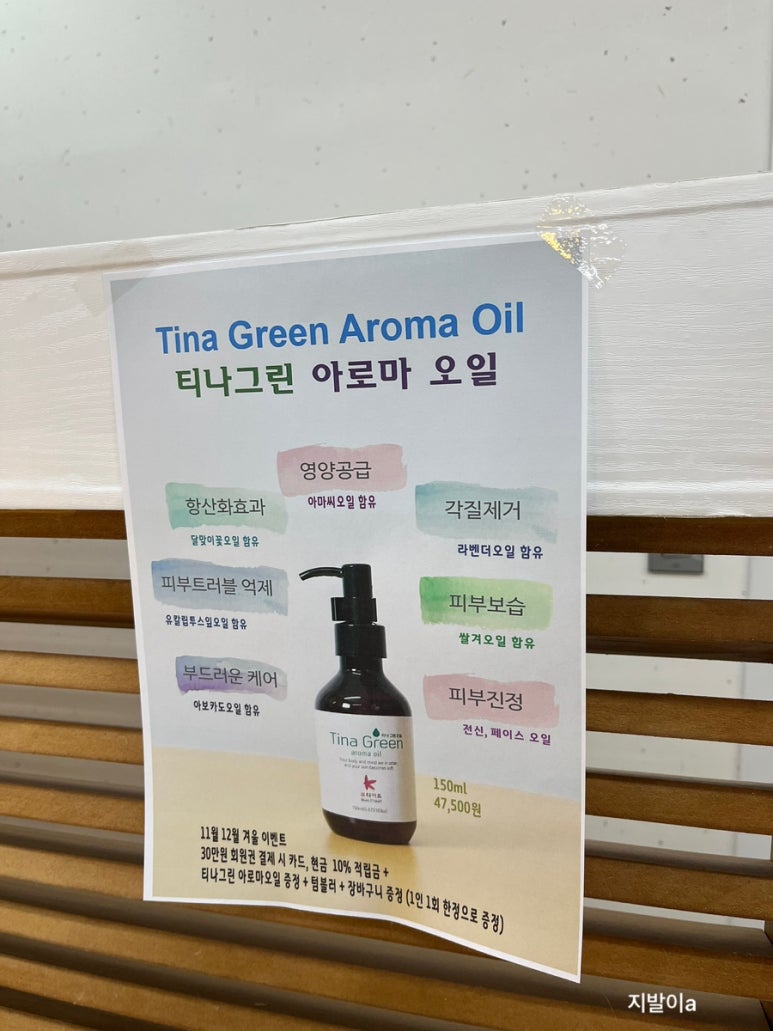 Tina Green Aroma Oil
티나그린 아로마 오일
영양공급
아마씨오일 함유
항산화효과
달맞이꽃오일 함유
각질제거
라벤더오일 함유
피부트러블 억제
유칼립투스잎오일 함유
피부보습
쌀겨오일 함유
부드러운 케어
아보카도오일 함유
피부진정
전신, 페이스 오일
Tina Green
aroma oil
150ml
47,500원
11월 12월 겨울 이벤트
30만원 회원권 결제 시 카드, 현금 10% 적립금 +
티나그린 아로마오일 증정 + 텀블러 + 장바구니 증정 (1인 1회 한정으로 증정)
지발이a